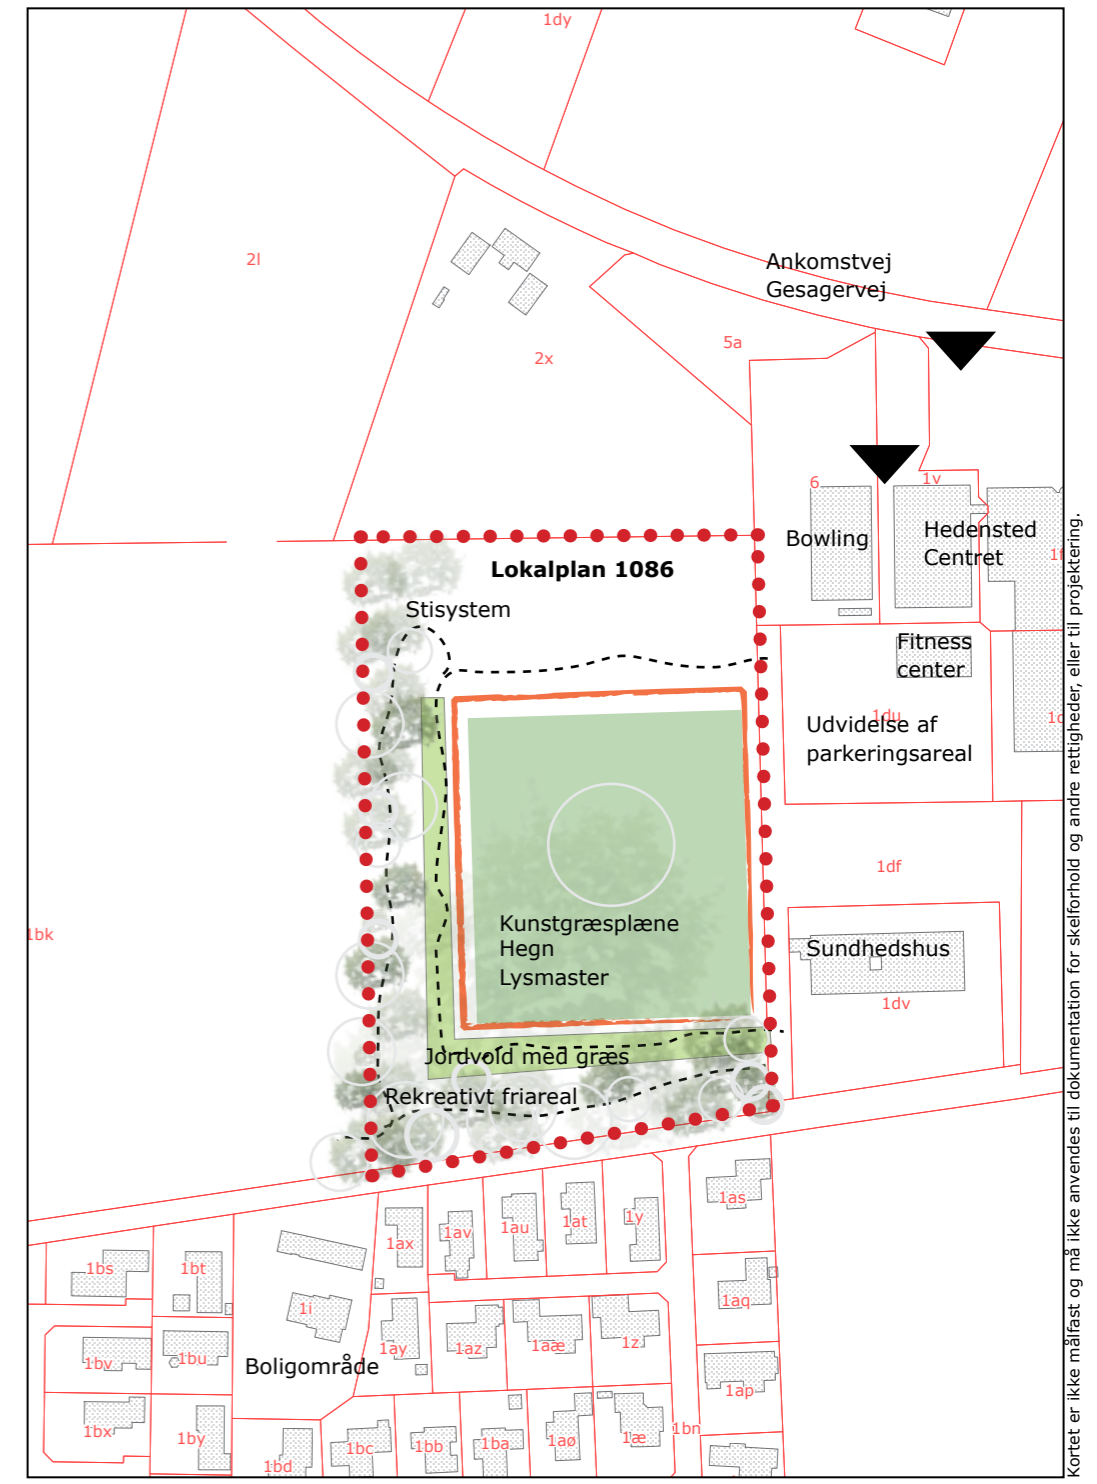 1dy
2l
Ankomstvej
Gesagervej
5a
2x
6
1v
Bowling
Hedensted
Centret
1f
Lokalplan 1086
Stisystem
Fitness
center
1du
Udvidelse af
parkeringsareal
1df
1bk
Kunstgræsplæne
Hegn
Lysmaster
Sundhedshus
1dv
Jordvold med græs
Rekreativt friareal
1as
1ax
1av
1au
1at
1y
1bs
1bt
1i
1aq
1ay
1az
1aæ
1z
1bv
1bu
Boligområde
1ap
1bx
1by
1bd
1bc
1bb
1ba
1aø
1æ
1bn
Kortet er ikke målfast og må ikke anvendes til dokumentation for skelforhold og andre rettigheder, eller til projektering.